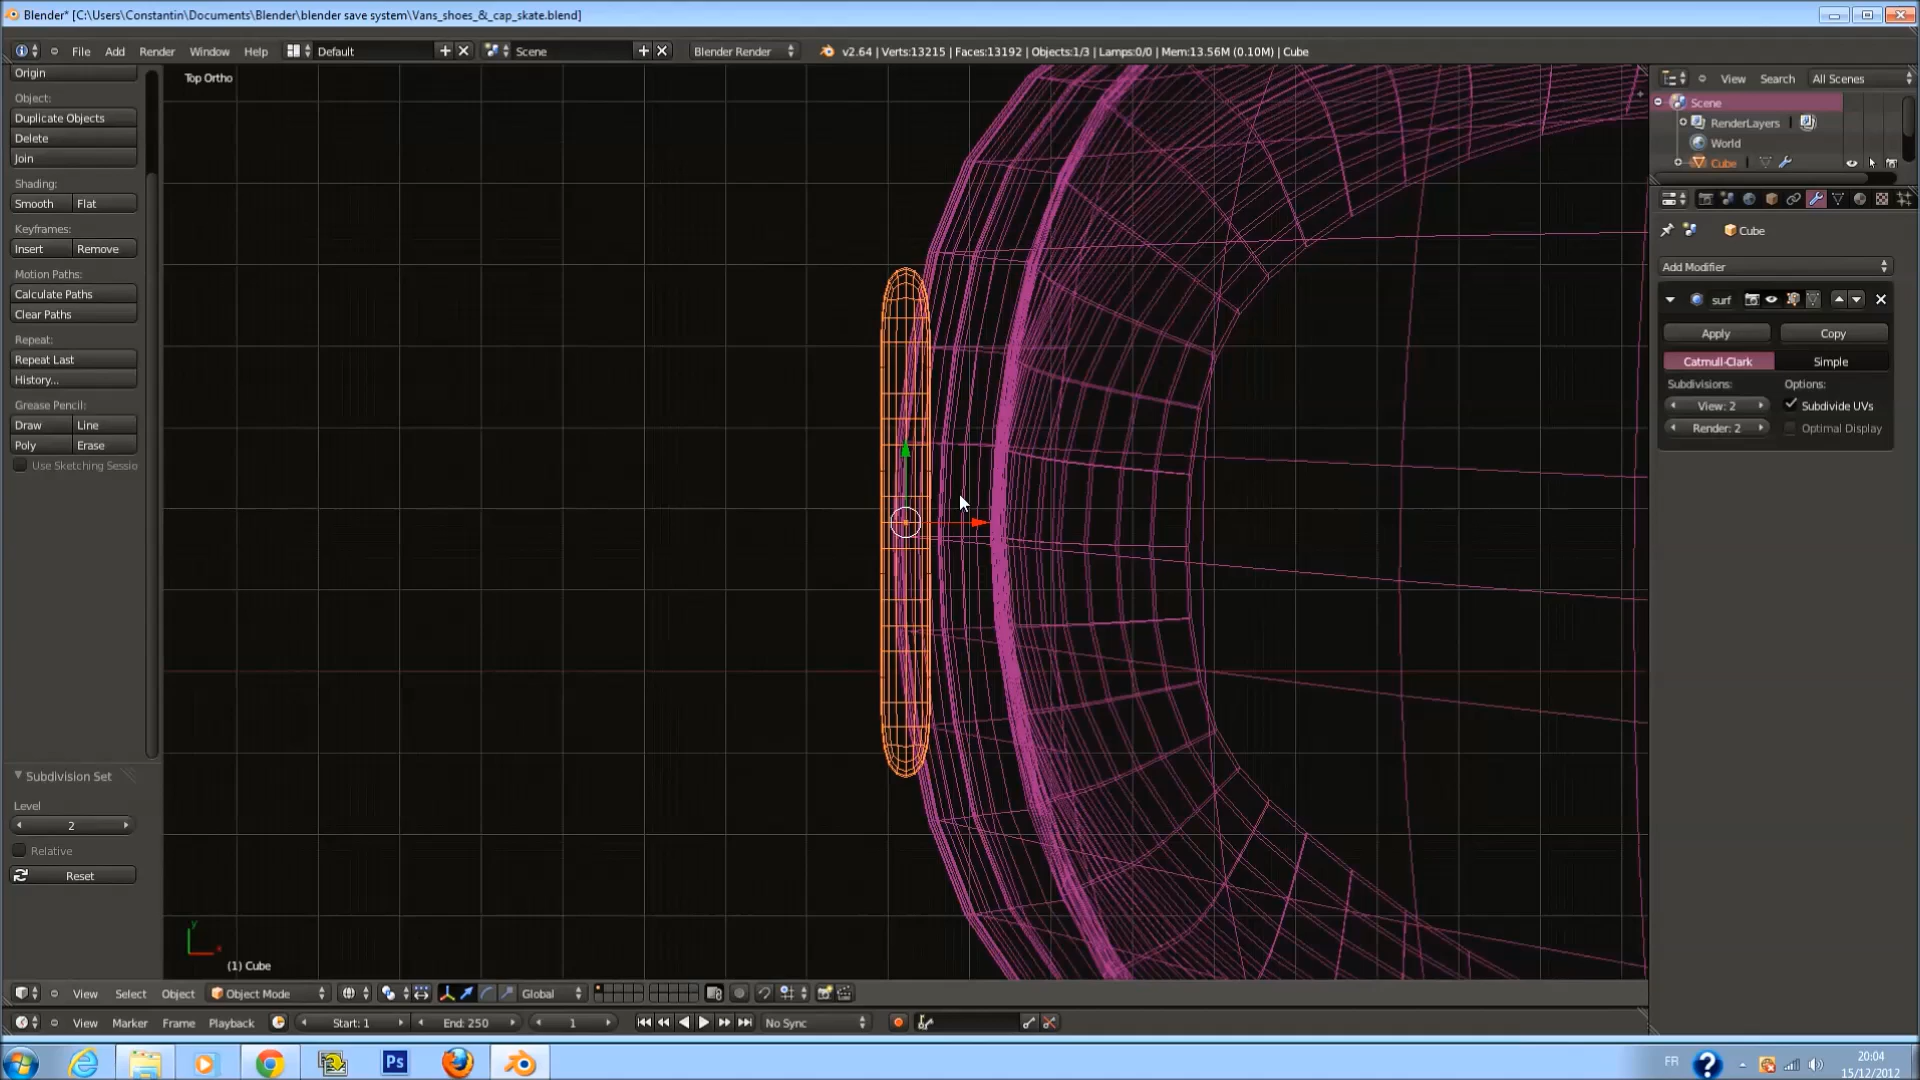 Blender* [C:\Users\Constantin\Documents\Blender\blender save system\Vans_shoes_&_cap_skate.blend]
File Add Render Window Help Default Scene Blender Render v2.64 | Verts:13215 | Faces:13192 | Objects:1/3 | Lamps:0/0 | Mem:13.56M (0.10M) | Cube
Origin
Object:
Duplicate Objects
Delete
Join
Shading:
Smooth Flat
Keyframes:
Insert Remove
Motion Paths:
Calculate Paths
Clear Paths
Repeat:
Repeat Last
History...
Grease Pencil:
Draw Line
Poly Erase
Use Sketching Sessio
Subdivision Set
Level
2
Relative
Reset
Top Ortho
y
x
(1) Cube
View Search All Scenes
Scene
RenderLayers
World
Cube
Cube
Add Modifier
surf
Apply Copy
Catmull-Clark Simple
Subdivisions: Options:
View: 2 Subdivide UVs
Render: 2 Optimal Display
View Select Object Object Mode Global
View Marker Frame Playback Start: 1 End: 250 1 No Sync
Ps
FR
20:04
15/12/2012